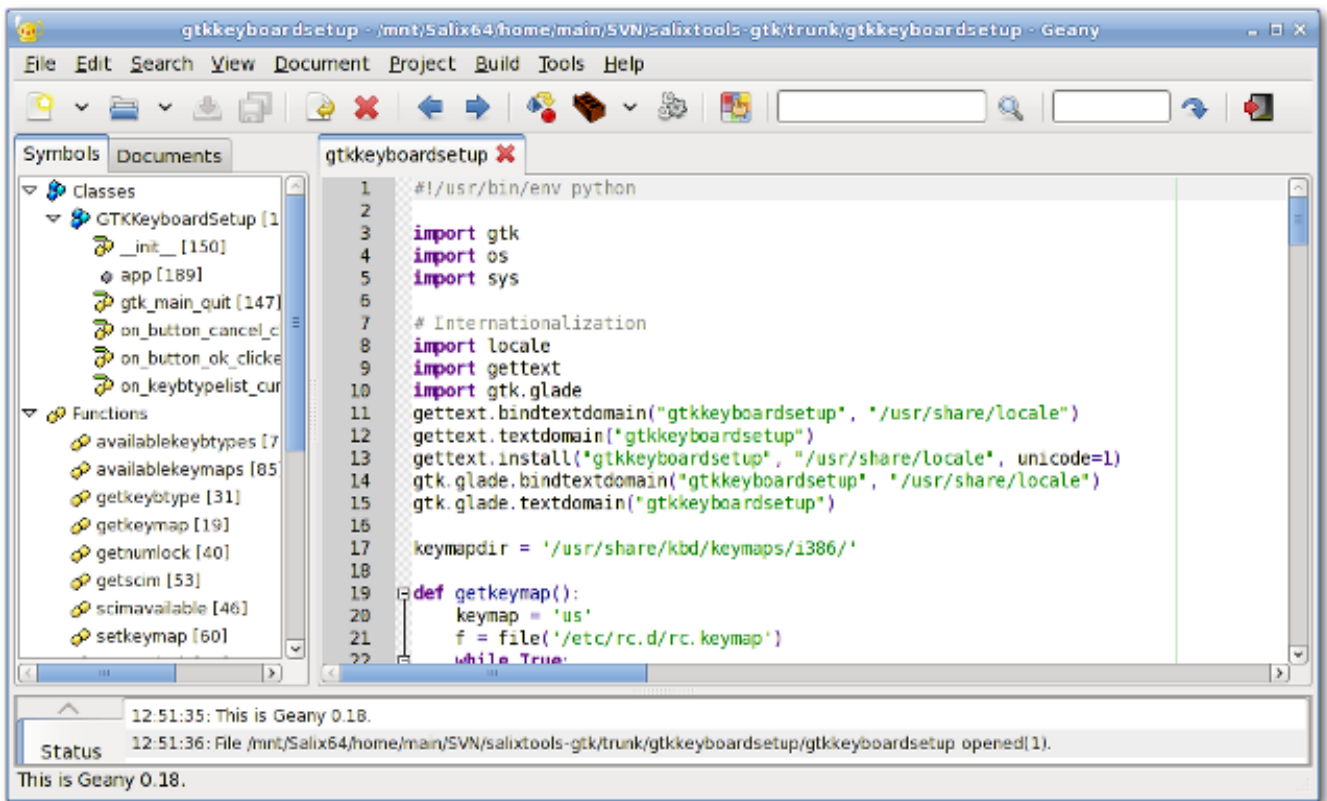 gtkkeyboardsetup - /mnt/Salix64/home/main/SVN/salixtools-gtk/trunk/gtkkeyboardsetup - Geany
File Edit Search View Document Project Build Tools Help
Symbols Documents
gtkkeyboardsetup
Classes
GTKKeyboardSetup [1
__init__ [150]
app [189]
gtk_main_quit [147]
on_button_cancel_c
on_button_ok_clicke
on_keybtypelist_cur
Functions
availablekeybtypes [7
availablekeymaps [85
getkeybtype [31]
getkeymap [19]
getnumlock [40]
getscim [53]
scimavailable [46]
setkeymap [60]
1 #!/usr/bin/env python
2
3 import gtk
4 import os
5 import sys
6
7 # Internationalization
8 import locale
9 import gettext
10 import gtk.glade
11 gettext.bindtextdomain("gtkkeyboardsetup", "/usr/share/locale")
12 gettext.textdomain("gtkkeyboardsetup")
13 gettext.install("gtkkeyboardsetup", "/usr/share/locale", unicode=1)
14 gtk.glade.bindtextdomain("gtkkeyboardsetup", "/usr/share/locale")
15 gtk.glade.textdomain("gtkkeyboardsetup")
16
17 keymapdir = '/usr/share/kbd/keymaps/i386/'
18
19 def getkeymap():
20 keymap = 'us'
21 f = file('/etc/rc.d/rc.keymap')
22 while True:
Status
12:51:35: This is Geany 0.18.
12:51:36: File /mnt/Salix64/home/main/SVN/salixtools-gtk/trunk/gtkkeyboardsetup/gtkkeyboardsetup opened(1).
This is Geany 0.18.